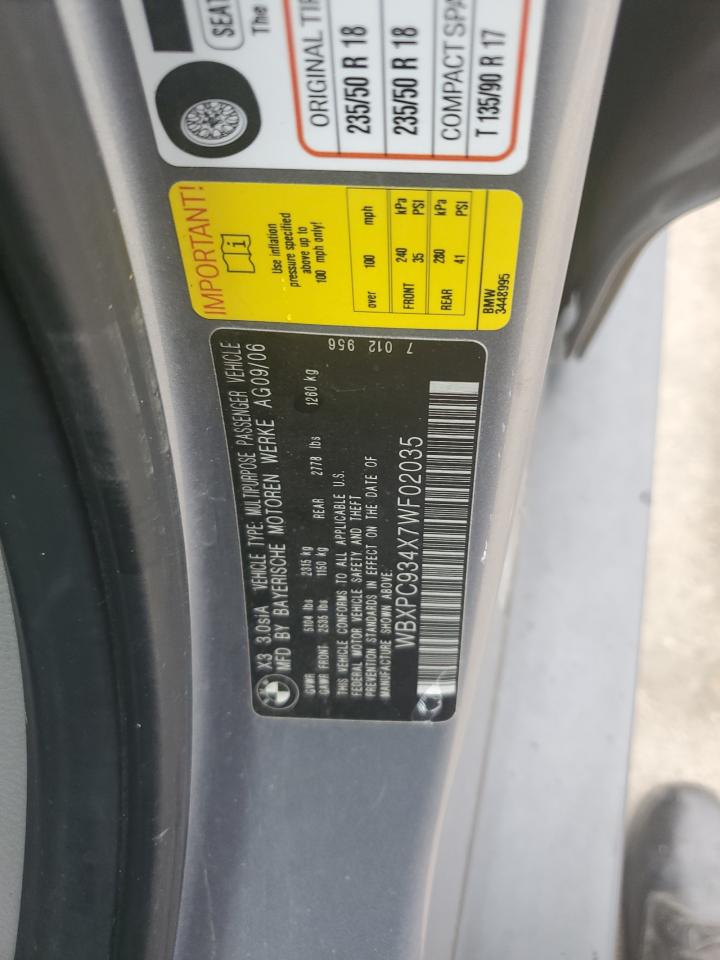 SEAT
The
ORIGINAL TIR
235/50 R 18
235/50 R 18
COMPACT SPA
T 135/90 R 17
IMPORTANT!
Use inflation
pressure specified
above up to
100 mph only!
over 100 mph
FRONT 240 kPa
35 PSI
REAR 280 kPa
41 PSI
BMW
3448995
X3 3.0siA VEHICLE TYPE: MULTIPURPOSE PASSENGER VEHICLE
MFD BY BAYERISCHE MOTOREN WERKE AG09/06
GVWR 5104 lbs 2315 kg
GAWR FRONT 2535 lbs 1150 kg REAR 2778 lbs 1260 kg
THIS VEHICLE CONFORMS TO ALL APPLICABLE U.S.
FEDERAL MOTOR VEHICLE SAFETY AND THEFT
PREVENTION STANDARDS IN EFFECT ON THE DATE OF
MANUFACTURE SHOWN ABOVE.
WBXPC934X7WF02035
7 012 956